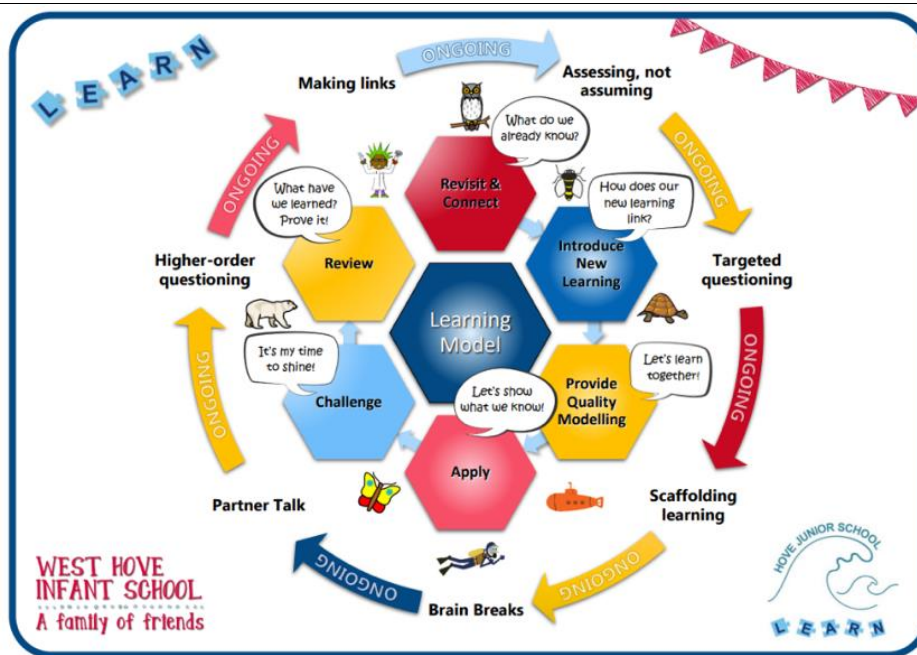 LEARN
ONGOING
Making links
Assessing, not
assuming
What do we
already know?
Revisit &
Connect
ONGOING
ONGOING
What have
we learned?
Prove it!
How does our
new learning
link?
Introduce
New
Learning
Review
Higher-order
questioning
Targeted
questioning
Learning
Model
It's my time
to shine!
Let's learn
together!
ONGOING
ONGOING
Challenge
Let's show
what we know!
Provide
Quality
Modelling
Apply
Partner Talk
Scaffolding
learning
ONGOING
ONGOING
Brain Breaks
WEST HOVE
INFANT SCHOOL
A family of friends
HOVE JUNIOR SCHOOL
LEARN